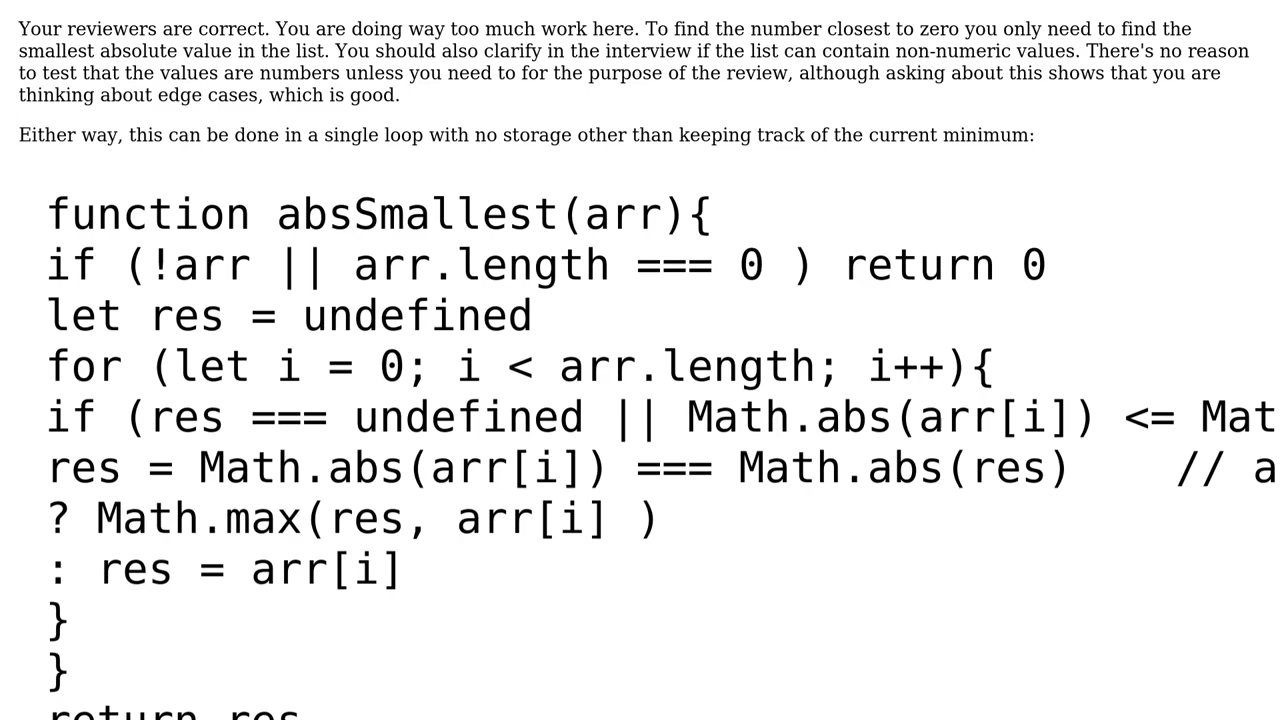 Your reviewers are correct. You are doing way too much work here. To find the number closest to zero you only need to find the
smallest absolute value in the list. You should also clarify in the interview if the list can contain non-numeric values. There's no reason
to test that the values are numbers unless you need to for the purpose of the review, although asking about this shows that you are
thinking about edge cases, which is good.
Either way, this can be done in a single loop with no storage other than keeping track of the current minimum:
function absSmallest(arr){
if (!arr || arr.length === 0 ) return 0
let res = undefined
for (let i = 0; i < arr.length; i++){
if (res === undefined || Math.abs(arr[i]) <= Mat
res = Math.abs(arr[i]) === Math.abs(res) // a
? Math.max(res, arr[i] )
: res = arr[i]
}
}
return res